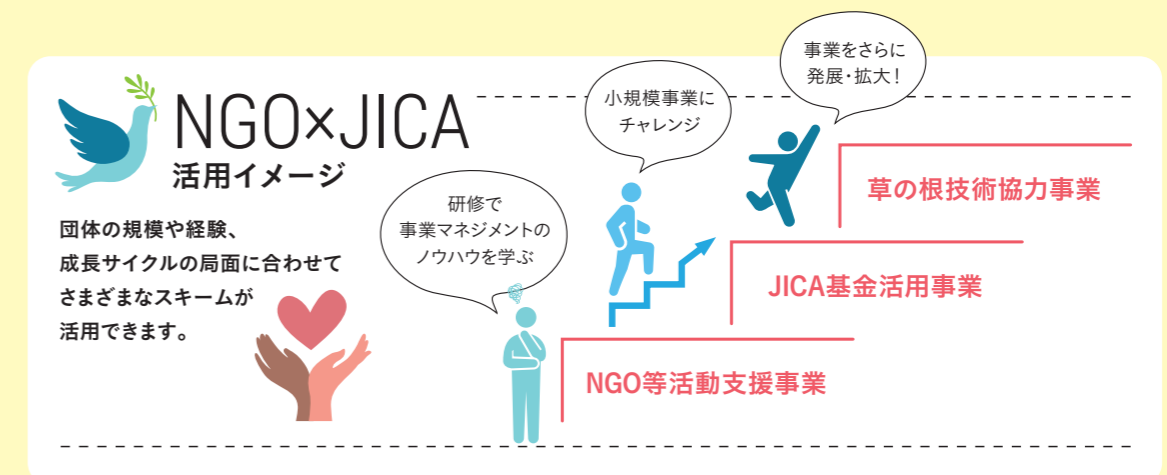 NGO×JICA
活用イメージ
団体の規模や経験、
成長サイクルの局面に合わせて
さまざまなスキームが
活用できます。
研修で
事業マネジメントの
ノウハウを学ぶ
NGO等活動支援事業
小規模事業に
チャレンジ
JICA基金活用事業
事業をさらに
発展・拡大！
草の根技術協力事業